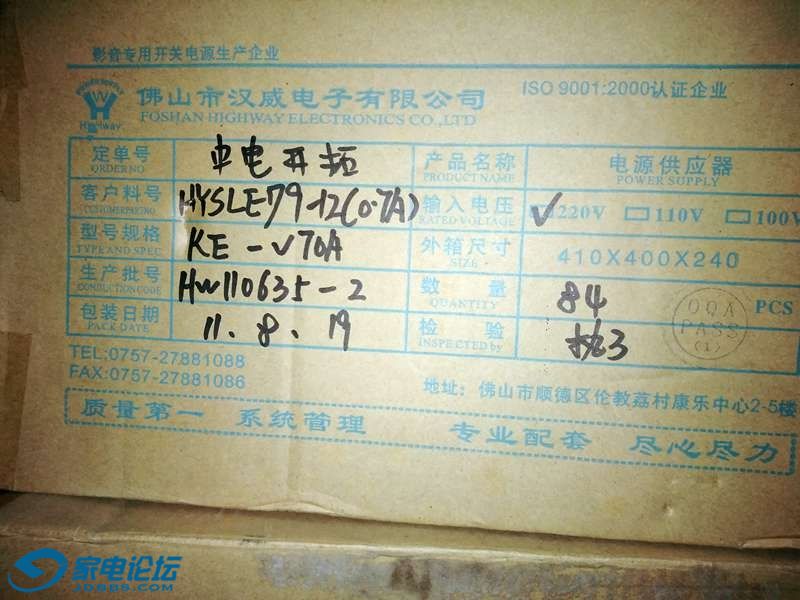 影音专用开关电源生产企业
Highway
佛山市汉威电子有限公司
FOSHAN HIGHWAY ELECTRONICS CO.,LTD
ISO 9001:2000认证企业
定单号 电开拓 产品名称 电源供应器
QRDERNO PRODUCT NAME POWER SUPPLY
客户料号 HYSLE79-12(0.7A) 输入电压 ✓ 220V 110V 100V
CUSTOMERPARTNO RATED VOLTAGE
型号规格 KE-V70A 外箱尺寸 410X400X240
TYPE AND SPEC SIZE
生产批号 HW110635-2 数量 84 PCS
CONDUCTION CODE QUANTITY
包装日期 11.8.19 检验
PACK DATE INSPECTED by
QQA
PASS
(1)
TEL:0757-27881088
FAX:0757-27881086
地址：佛山市顺德区伦教荔村康乐中心2-5楼
质量第一 系统管理 专业配套 尽心尽力
家电论坛
JDBBS.COM